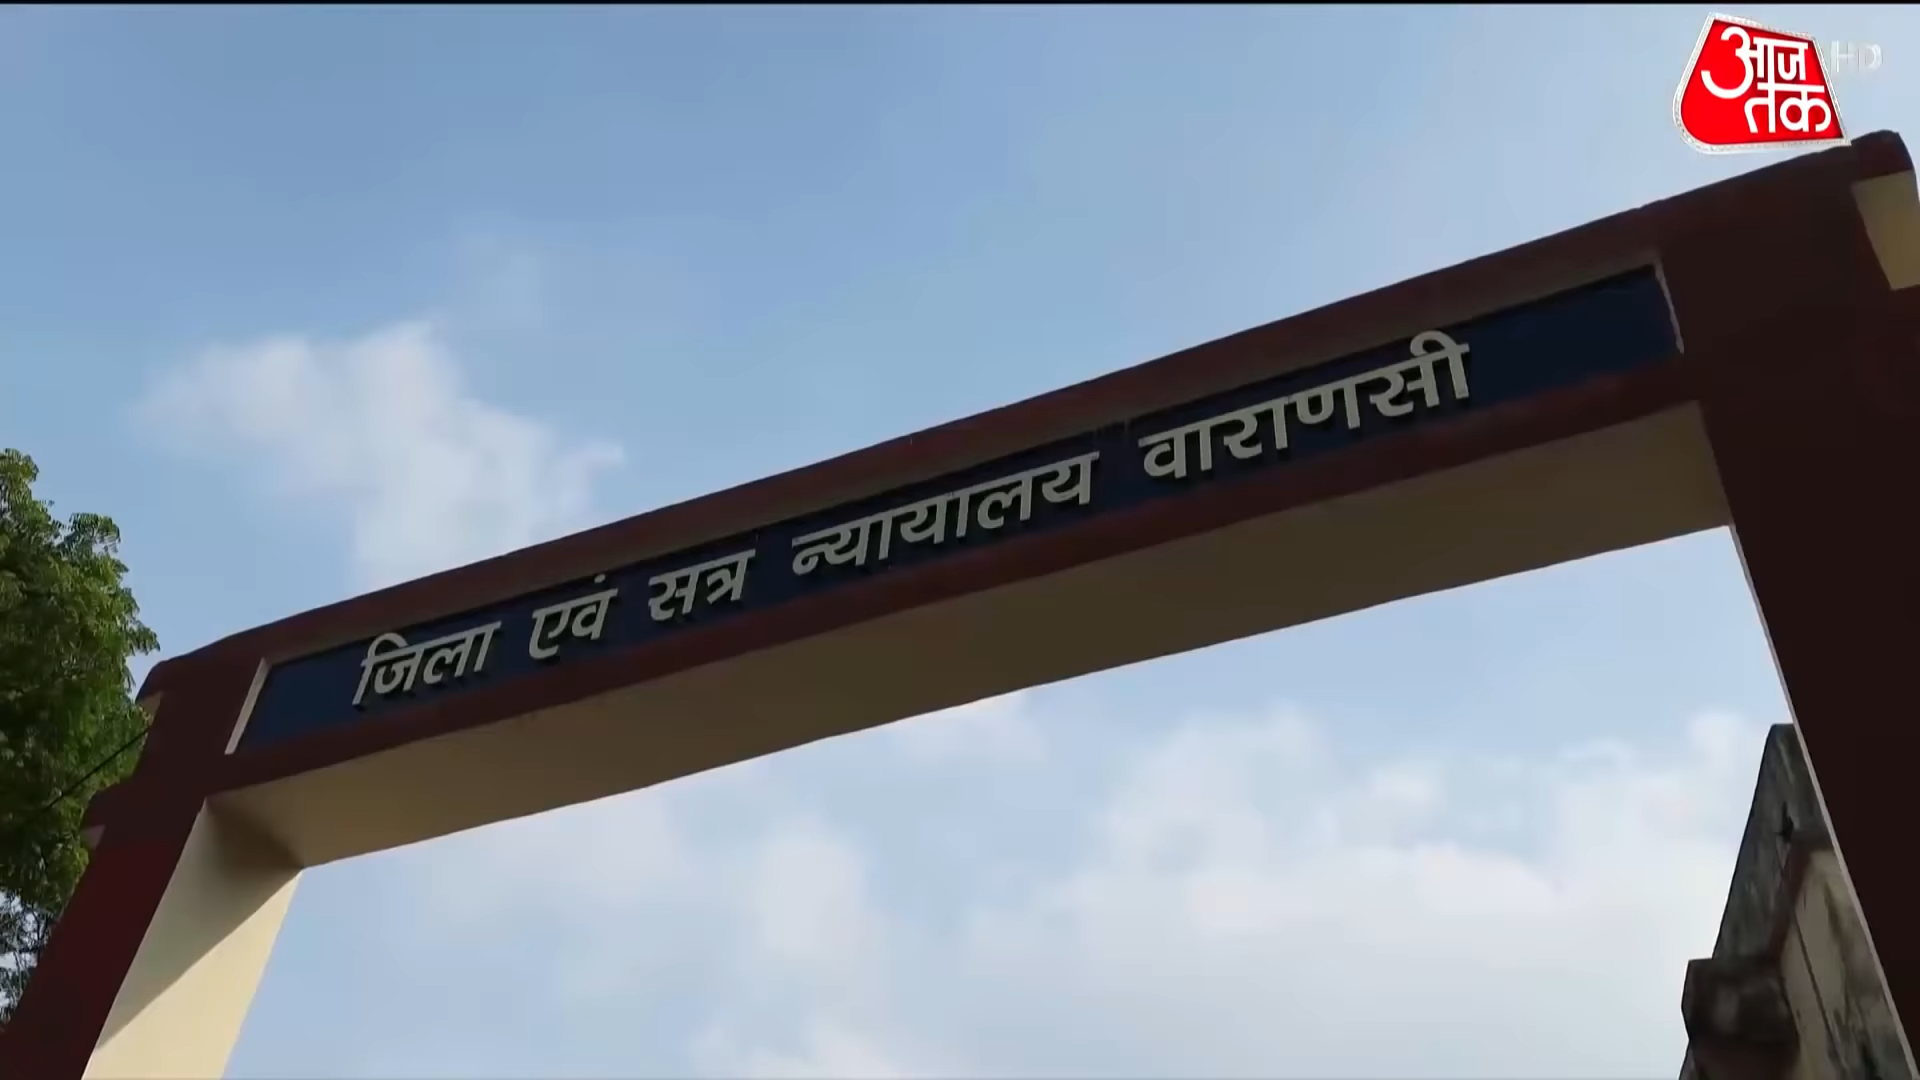 आज
तक
HD
जिला एवं सत्र न्यायालय वाराणसी